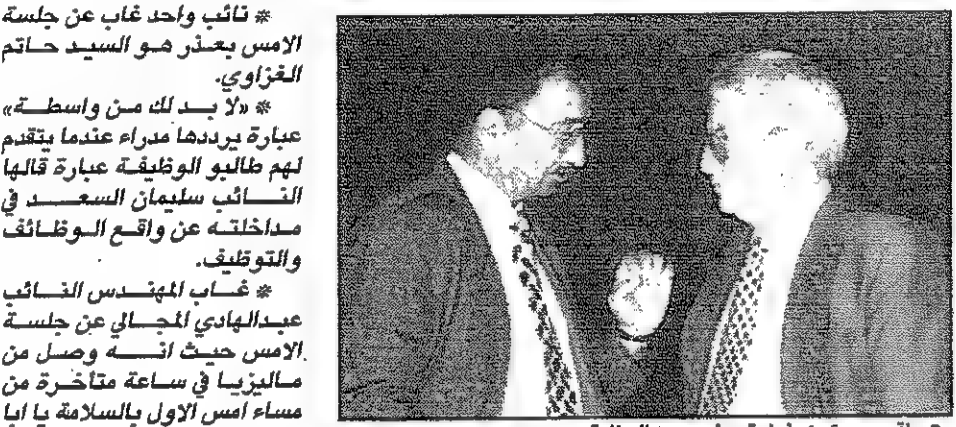 * نائب واحد غاب عن جلسة
الامس بعذر هو السيد حاتم
الغزاوي.
* «لا بد لك من واسطة»
عبارة يرددها مدراء عندما يتقدم
لهم طالبو الوظيفة عبارة قالها
النائب سليمان السعد في
مداخلته عن واقع الوظائف
والتوظيف.
* غاب المهندس النائب
عبدالهادي المجالي عن جلسة
الامس حيث انه وصل من
ماليزيا في ساعة متأخرة من
مساء امس الاول بالسلامة يا ابا